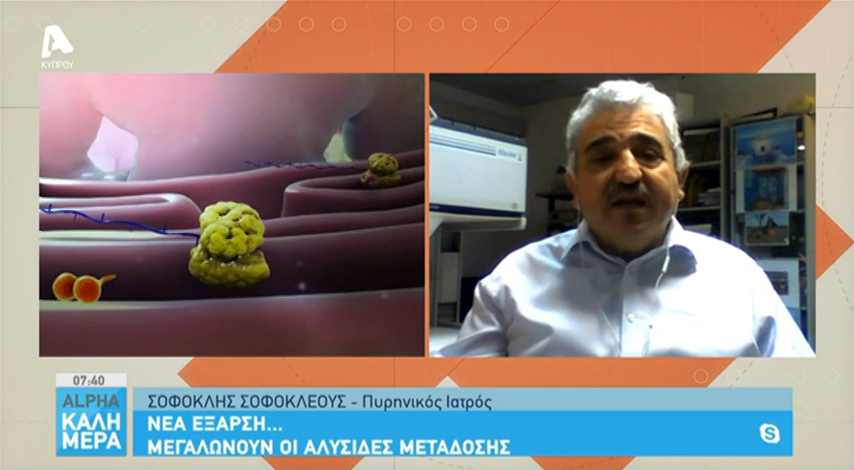 ΚΥΠΡΟΥ
07:40
ALPHA
ΚΑΛΗ
ΜΕΡΑ
ΣΟΦΟΚΛΗΣ ΣΟΦΟΚΛΕΟΥΣ – Πυρηνικός Ιατρός
ΝΕΑ ΕΞΑΡΣΗ...
ΜΕΓΑΛΩΝΟΥΝ ΟΙ ΑΛΥΣΙΔΕΣ ΜΕΤΑΔΟΣΗΣ